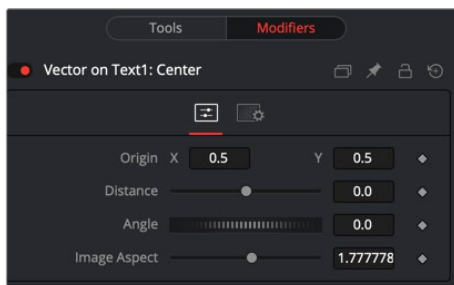 Tools Modifiers
Vector on Text1: Center
Origin X 0.5 Y 0.5
Distance 0.0
Angle 0.0
Image Aspect 1.777778